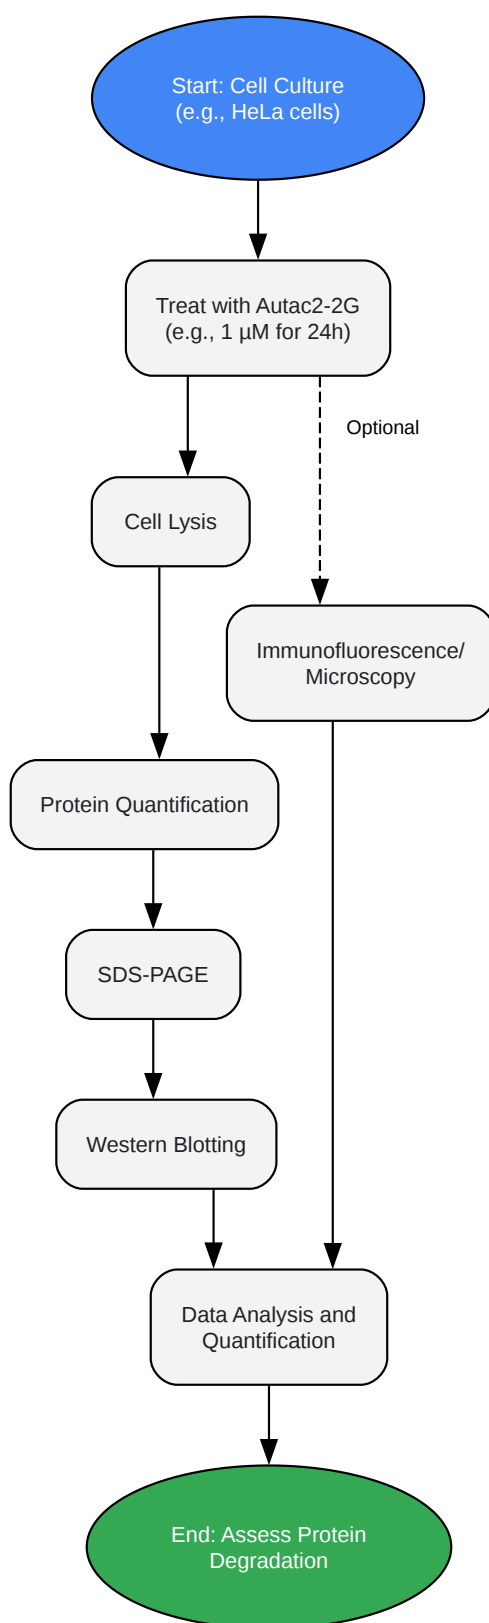 Start: Cell Culture
(e.g., HeLa cells)
Treat with Autac2-2G
(e.g., 1 µM for 24h)
Optional
Cell Lysis
Immunofluorescence/
Microscopy
Protein Quantification
SDS-PAGE
Western Blotting
Data Analysis and
Quantification
End: Assess Protein
Degradation